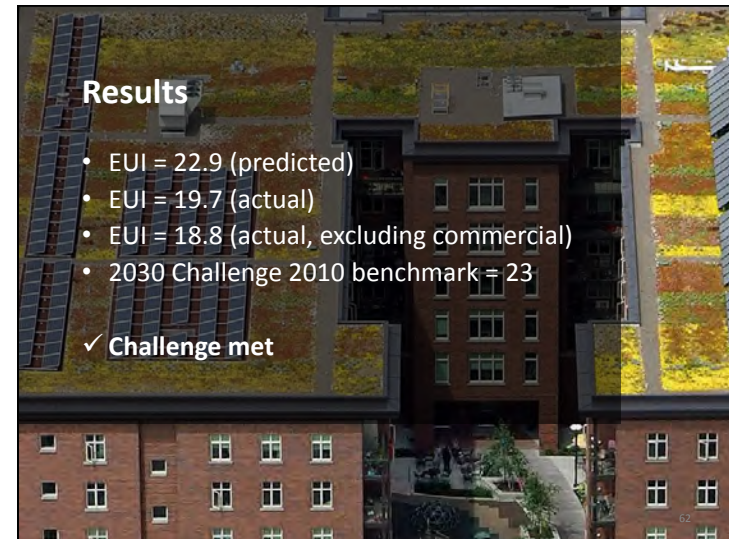 Results
• EUI = 22.9 (predicted)
• EUI = 19.7 (actual)
• EUI = 18.8 (actual, excluding commercial)
• 2030 Challenge 2010 benchmark = 23
✓ Challenge met
62